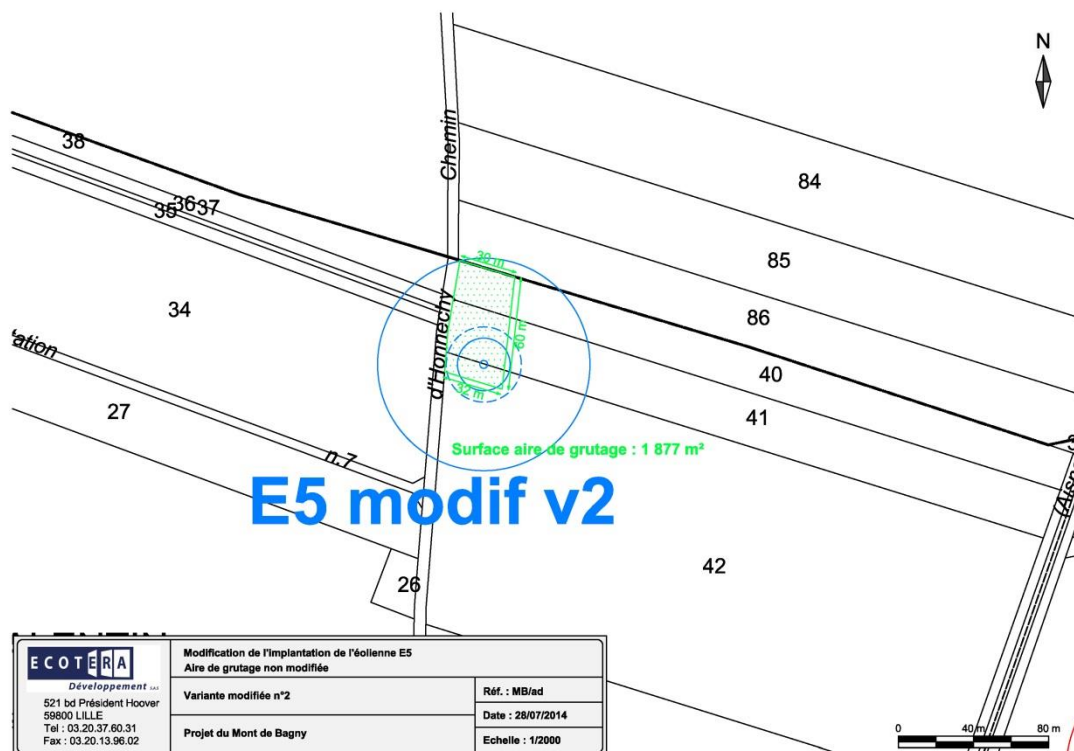 N
Chemin
38
84
36
37
35
85
30 m
34
d'Honnechy
86
60 m
tation
40
32 m
27
41
Surface aire de grutage : 1 877 m²
n.7
E5 modif v2
42
26
ECOTERA
Développement SAS
521 bd Président Hoover
59800 LILLE
Tel : 03.20.37.60.31
Fax : 03.20.13.96.02
Modification de l'implantation de l'éolienne E5
Aire de grutage non modifiée
Variante modifiée n°2
Projet du Mont de Bagny
Réf. : MB/ad
Date : 28/07/2014
Echelle : 1/2000
0 40 m 80 m